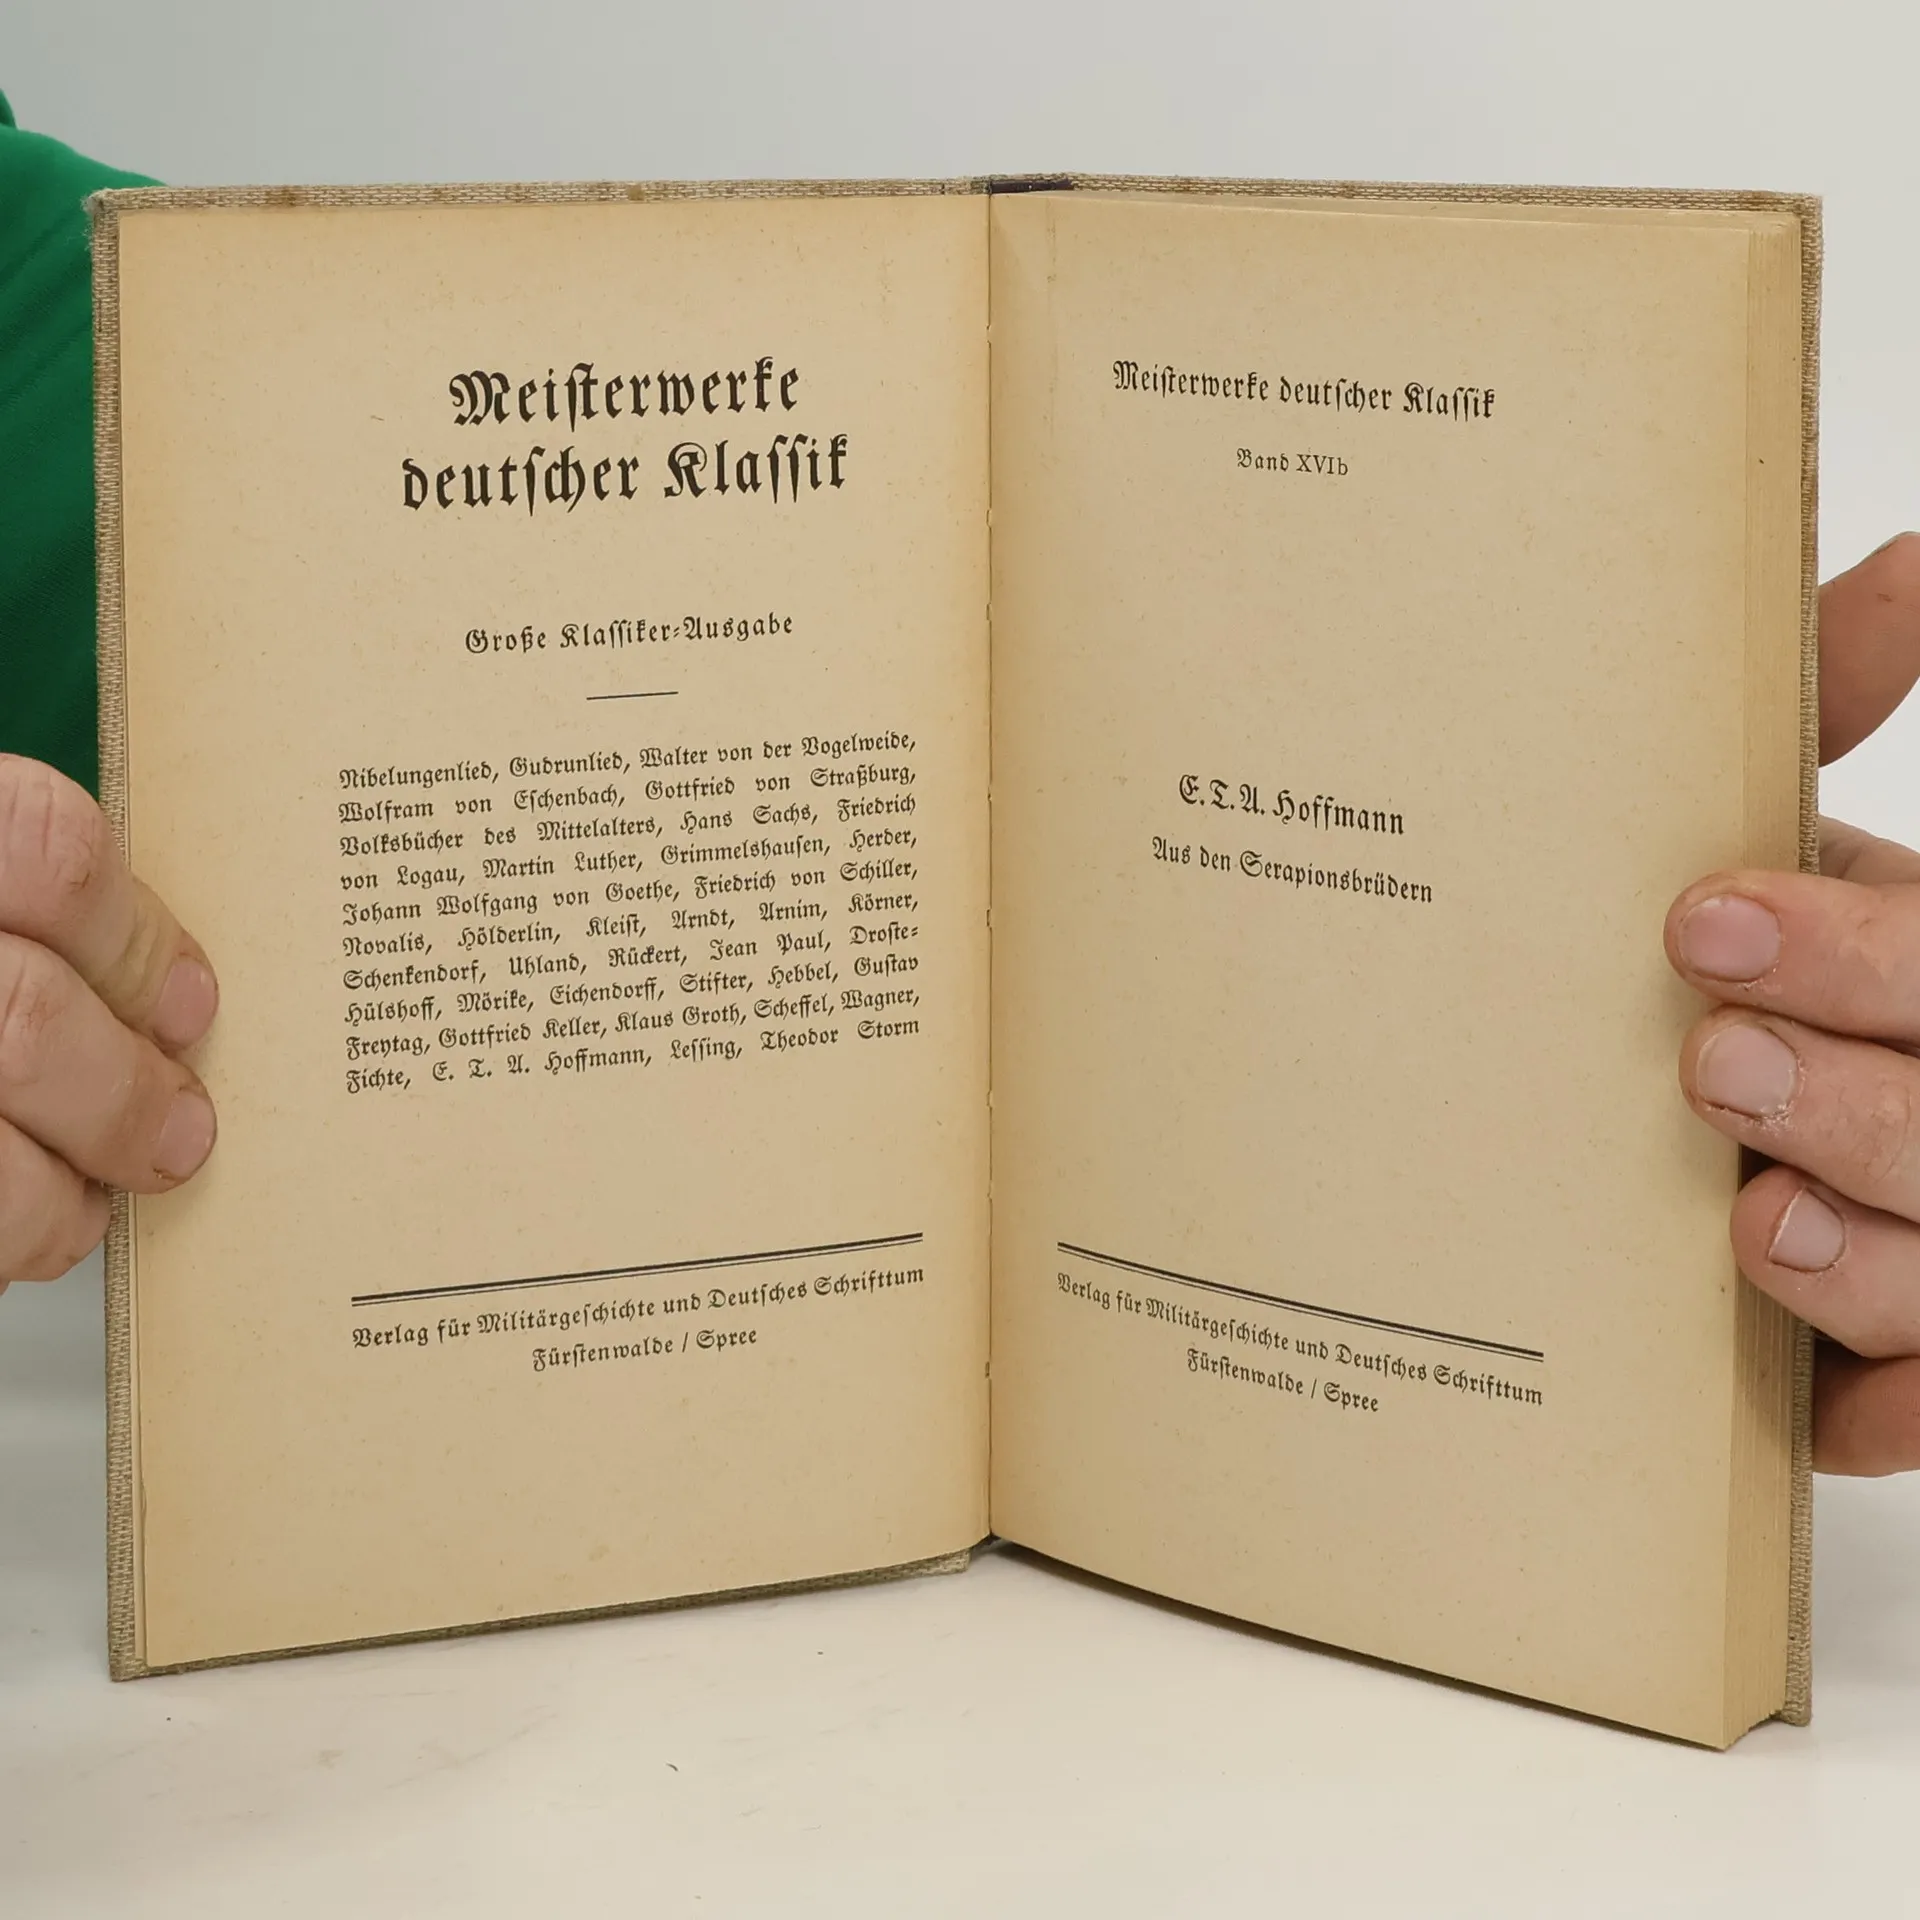 Meisterwerke
deutscher Klassik
Große Klassiker-Ausgabe
Nibelungenlied, Gudrunlied, Walter von der Vogelweide,
Wolfram von Eschenbach, Gottfried von Straßburg,
Volksbücher des Mittelalters, Hans Sachs, Friedrich
von Logau, Martin Luther, Grimmelshausen, Herder,
Johann Wolfgang von Goethe, Friedrich von Schiller,
Novalis, Hölderlin, Kleist, Arndt, Arnim, Körner,
Schenkendorf, Uhland, Rückert, Jean Paul, Droste-
Hülshoff, Mörike, Eichendorff, Stifter, Hebbel, Gustav
Freytag, Gottfried Keller, Klaus Groth, Scheffel, Wagner,
Fichte, E. T. A. Hoffmann, Lessing, Theodor Storm
Verlag für Militärgeschichte und Deutsches Schrifttum
Fürstenwalde / Spree
Meisterwerke deutscher Klassik
Band XVIb
E. T. A. Hoffmann
Aus den Serapionsbrüdern
Verlag für Militärgeschichte und Deutsches Schrifttum
Fürstenwalde / Spree